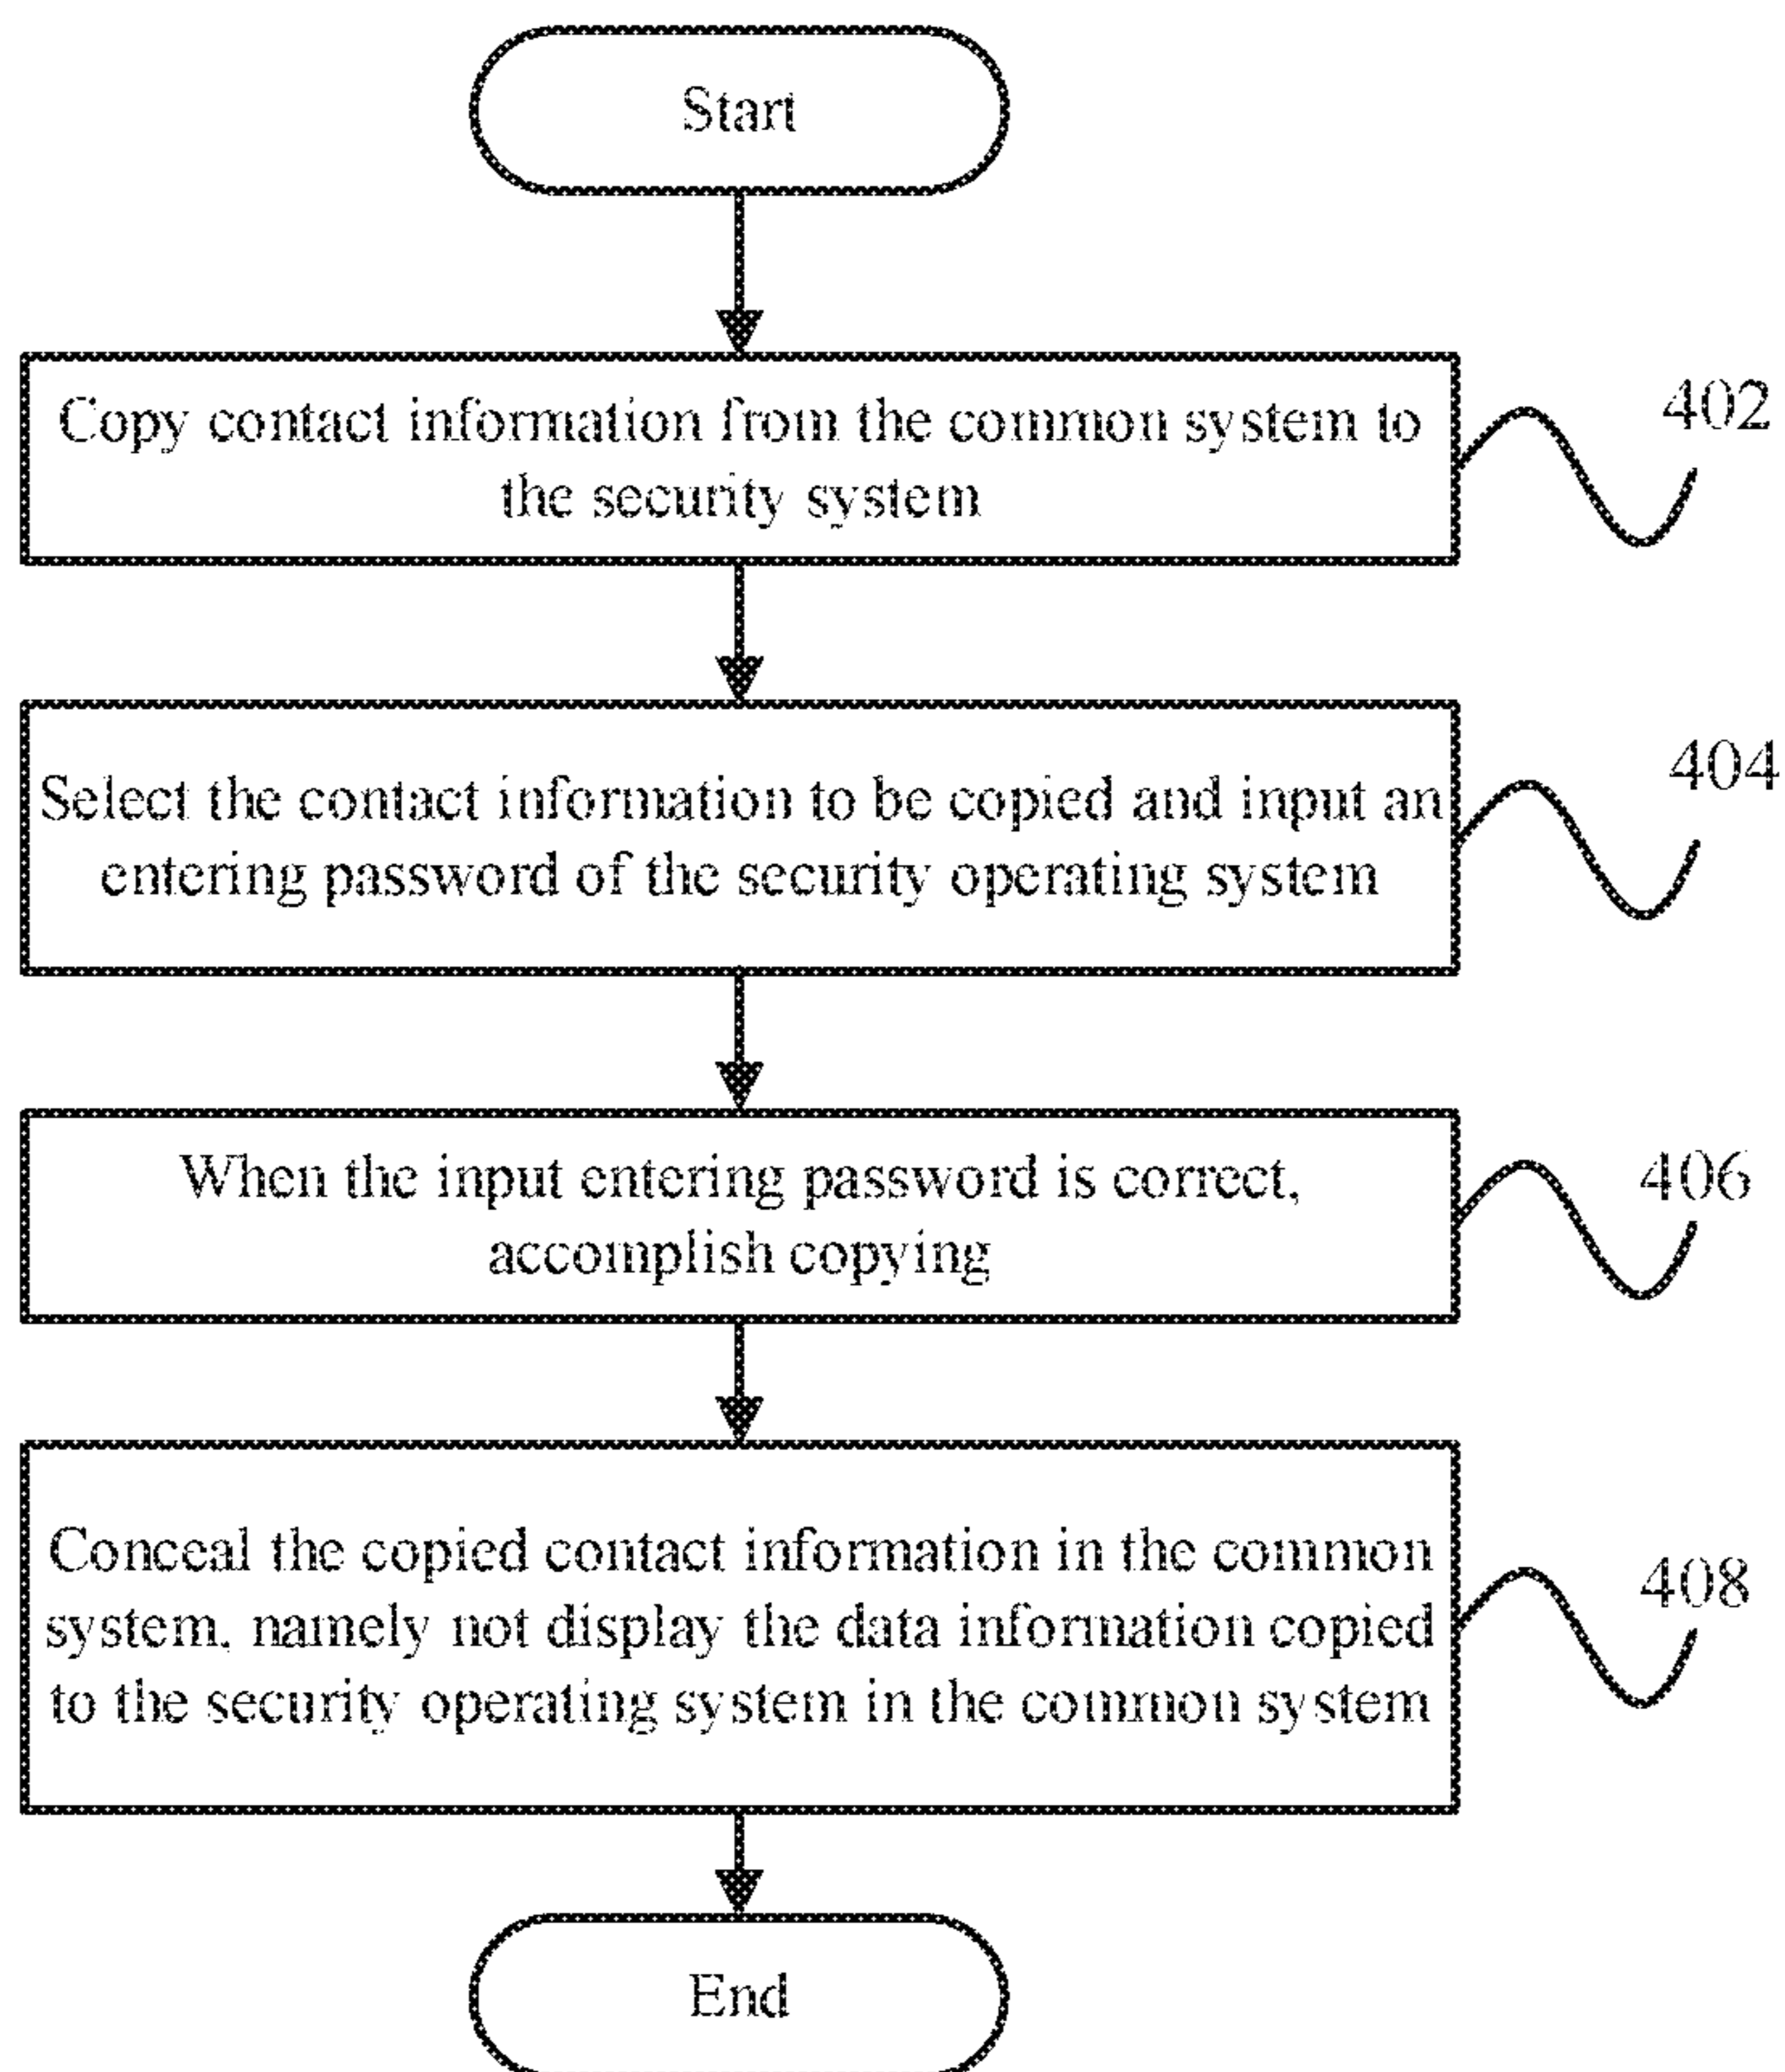 Start
Copy contact information from the common system to
the security system
402
Select the contact information to be copied and input an
entering password of the security operating system
404
When the input entering password is correct,
accomplish copying
406
Conceal the copied contact information in the common
system, namely not display the data information copied
to the security operating system in the common system
408
End